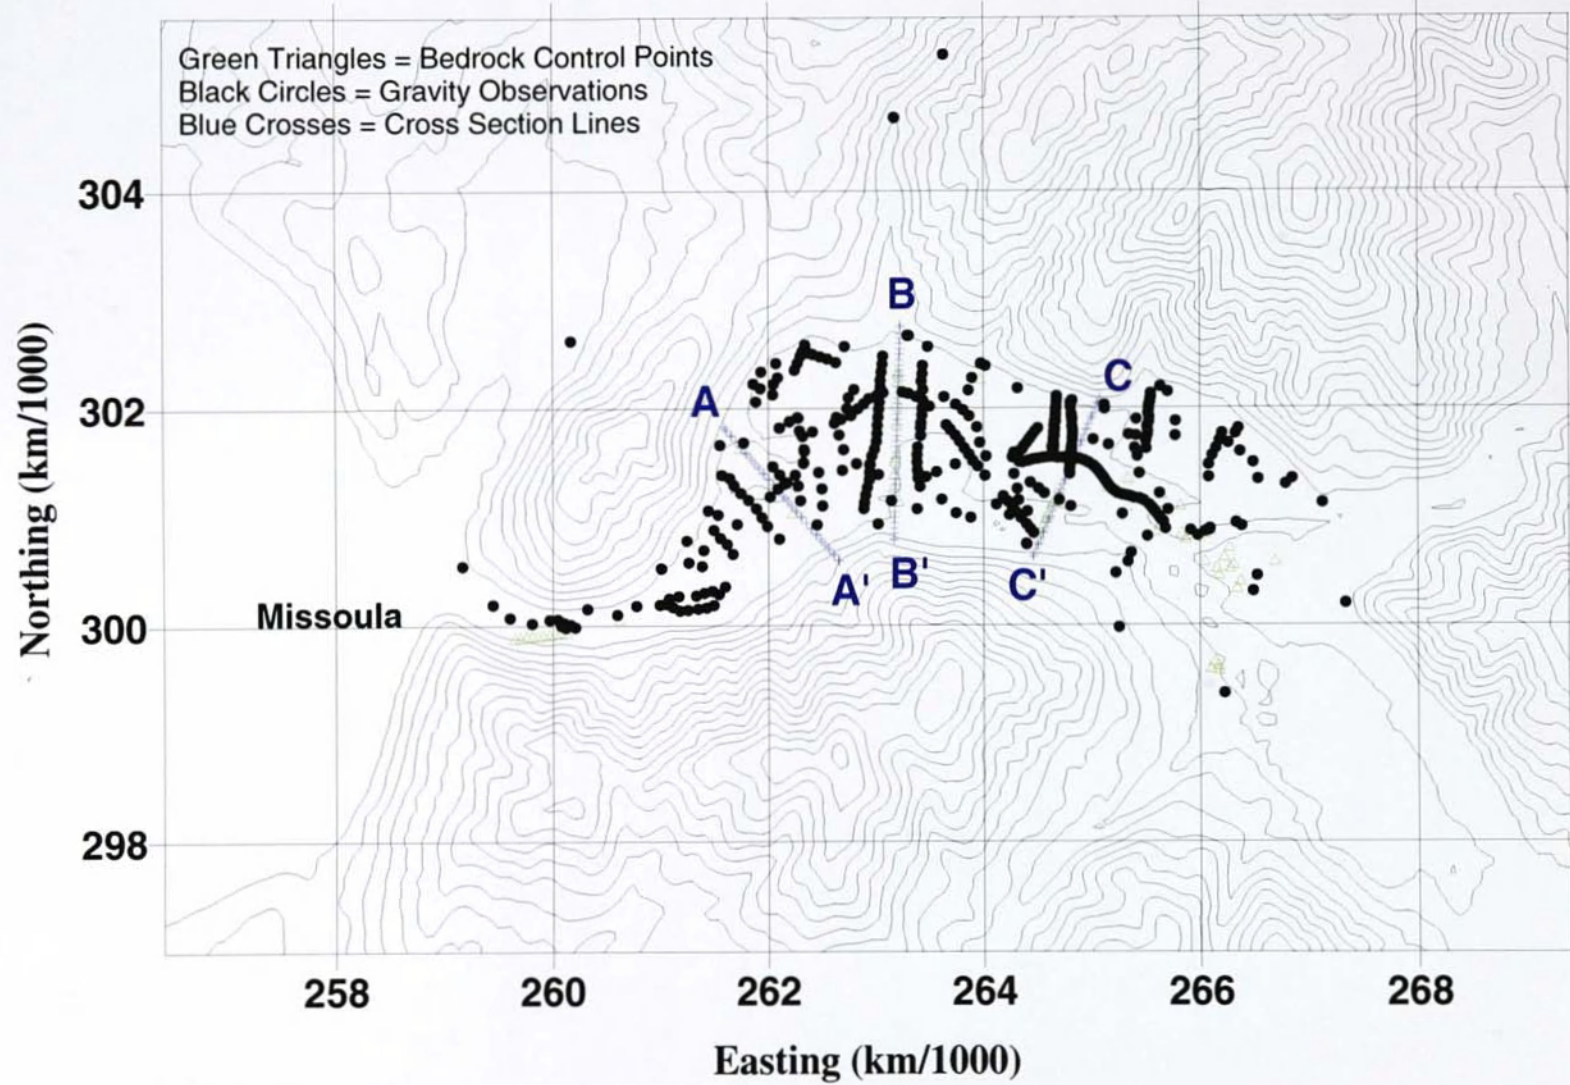 Green Triangles = Bedrock Control Points
Black Circles = Gravity Observations
Blue Crosses = Cross Section Lines
304
B
C
302
A
Northing (km/1000)
A'
B'
C'
Missoula
300
298
258
260
262
264
266
268
Easting (km/1000)